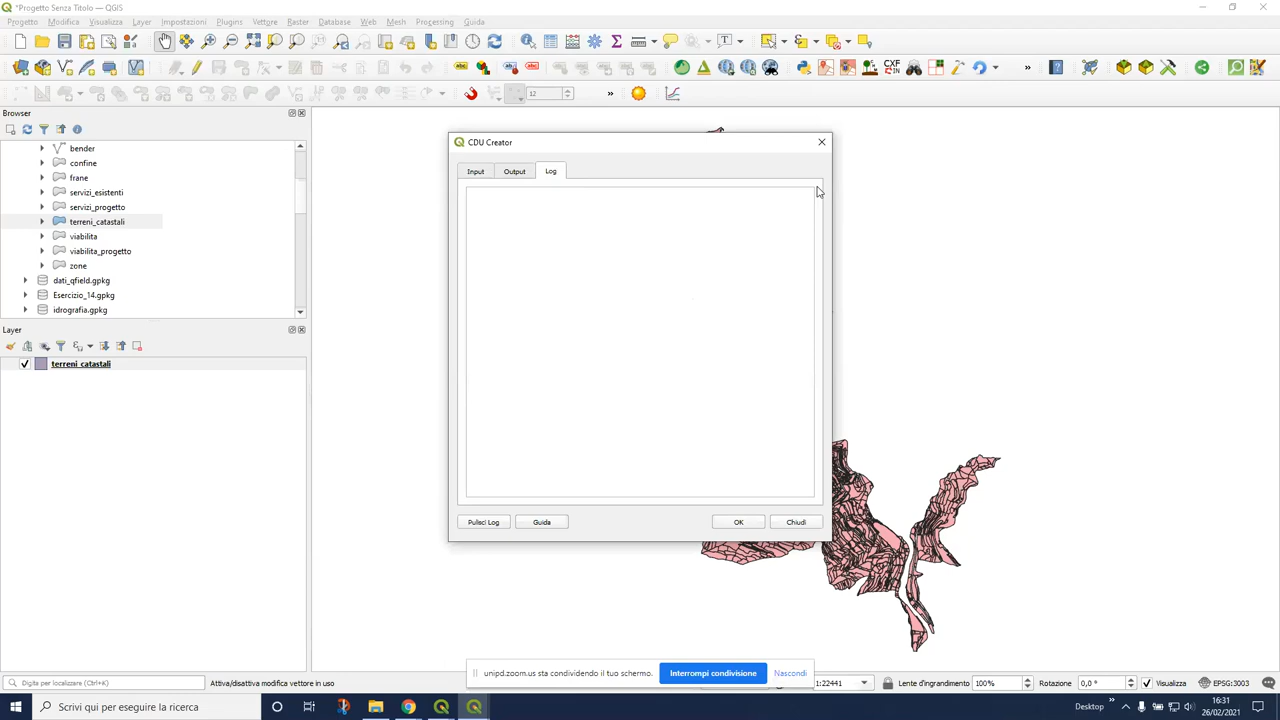 *Progetto Senza Titolo — QGIS
Progetto Modifica Visualizza Layer Impostazioni Plugins Vettore Raster Database Web Mesh Processing Guida
12
Browser
bender
confine
frane
servizi_esistenti
servizi_progetto
terreni_catastali
viabilita
viabilita_progetto
zone
dati_qfield.gpkg
Esercizio_14.gpkg
idrografia.gpkg
Layer
terreni_catastali
CDU Creator
Input Output Log
Pulisci Log Guida OK Chiudi
unipd.zoom.us sta condividendo il tuo schermo. Interrompi condivisione Nascondi
Digita per localizzare (Ctrl+K) Attiva/disattiva modifica vettore in uso 1:22441 Lente d'ingrandimento 100% Rotazione 0,0 ° Visualizza EPSG:3003
Scrivi qui per eseguire la ricerca Desktop 16:31
26/02/2021